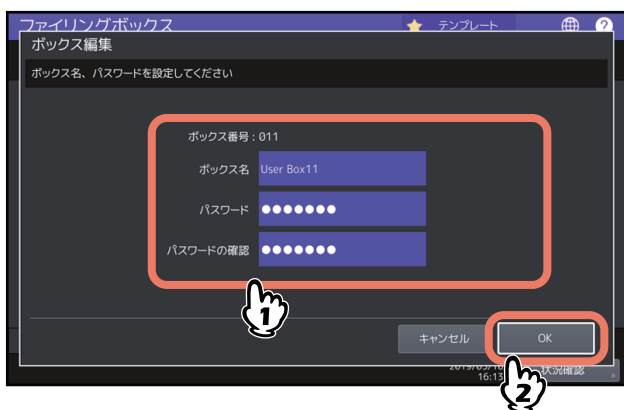 ファイリングボックス
テンプレート
?
ボックス編集
ボックス名、パスワードを設定してください
ボックス番号 : 011
ボックス名 User Box11
パスワード ●●●●●●●
パスワードの確認 ●●●●●●●
1
キャンセル OK
16:13 状況確認
2